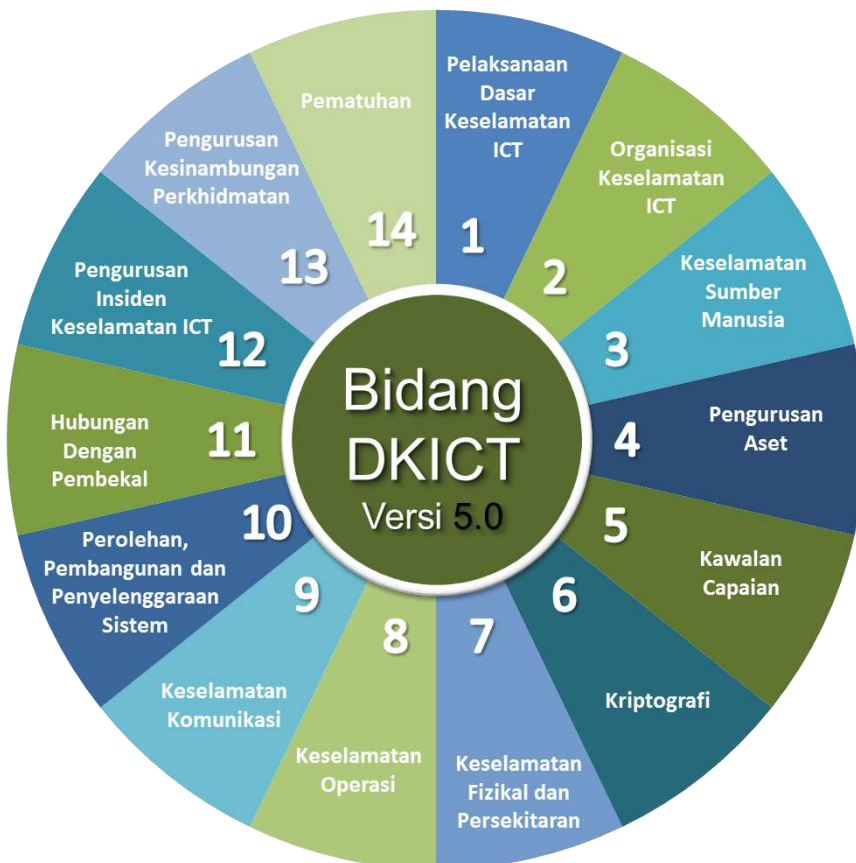 Bidang
DKICT
Versi 5.0
Pelaksanaan
Dasar
Keselamatan
ICT
1
Organisasi
Keselamatan
ICT
2
Keselamatan
Sumber
Manusia
3
Pengurusan
Aset
4
Kawalan
Capaian
5
Kriptografi
6
Keselamatan
Fizikal dan
Persekitaran
7
Keselamatan
Operasi
8
Keselamatan
Komunikasi
9
Perolehan,
Pembangunan dan
Penyelenggaraan
Sistem
10
Hubungan
Dengan
Pembekal
11
Pengurusan
Insiden
Keselamatan ICT
12
Pengurusan
Kesinambungan
Perkhidmatan
13
Pematuhan
14